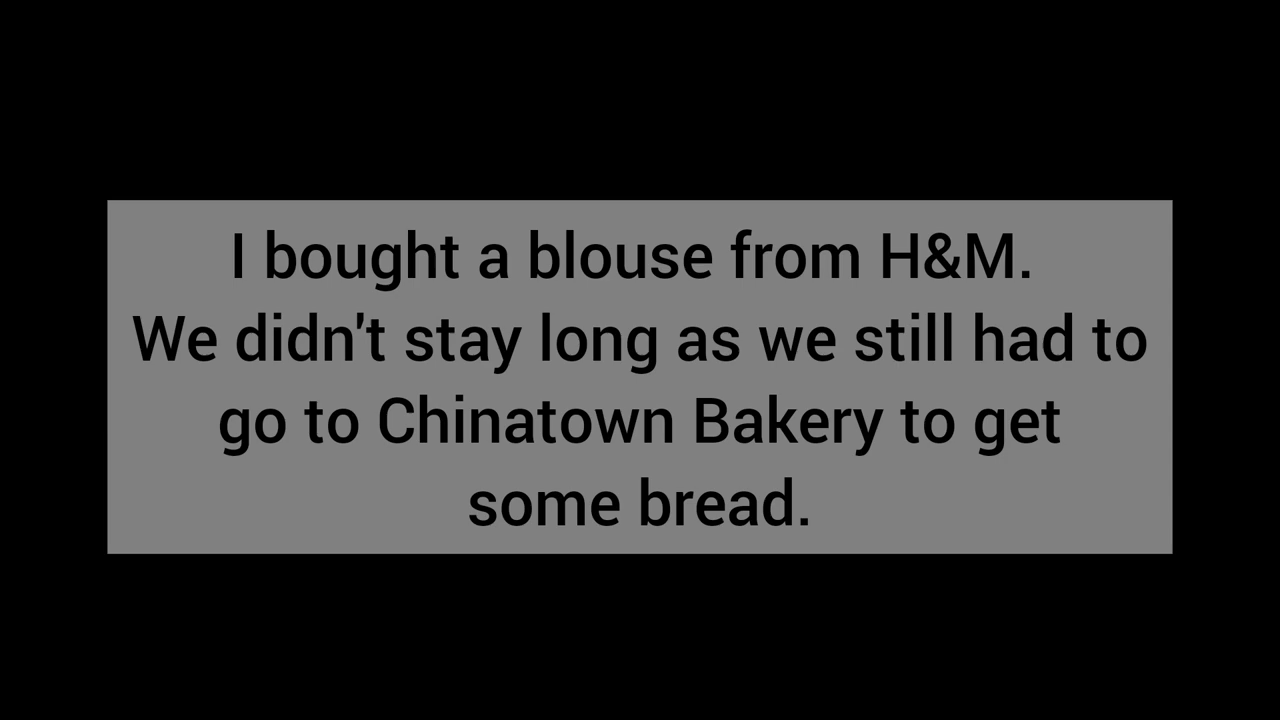 I bought a blouse from H&M.
We didn't stay long as we still had to
go to Chinatown Bakery to get
some bread.